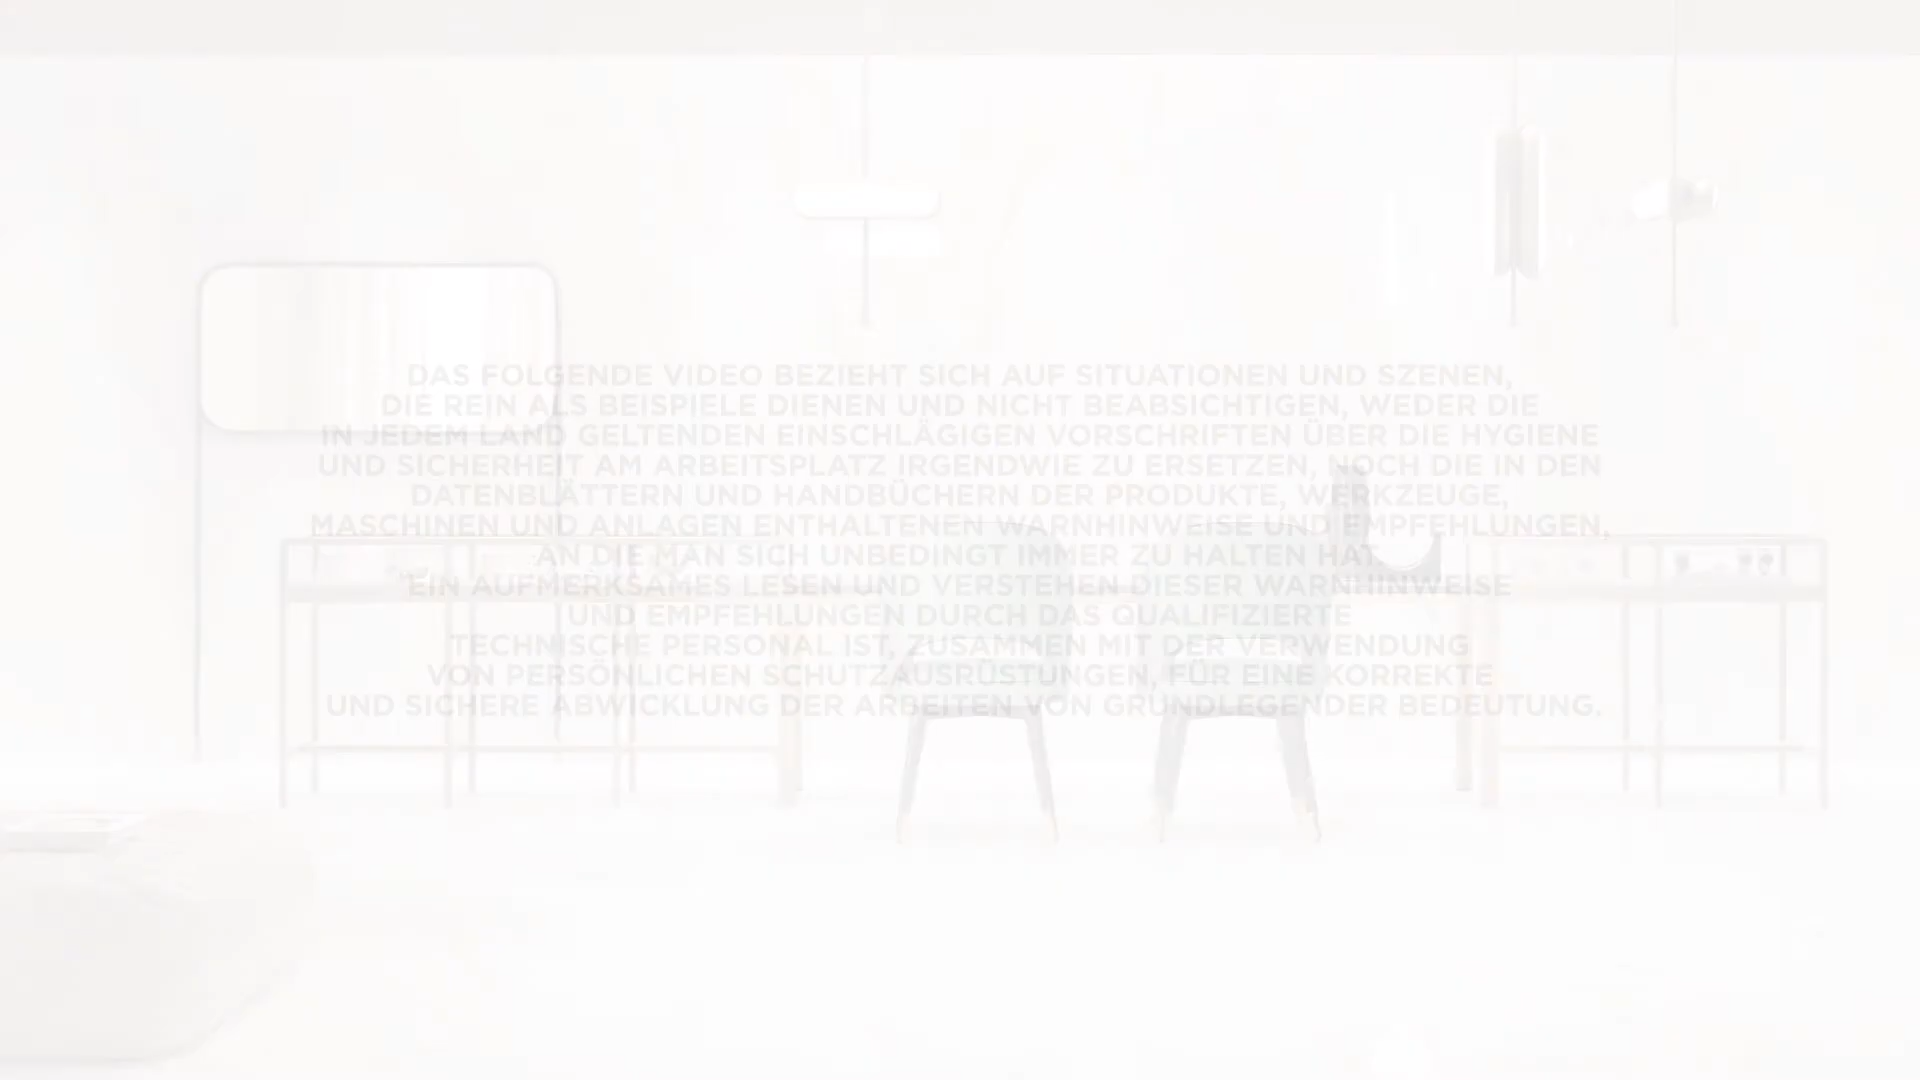 DAS FOLGENDE VIDEO BEZIEHT SICH AUF SITUATIONEN UND SZENEN,
DIE REIN ALS BEISPIELE DIENEN UND NICHT BEABSICHTIGEN, WEDER DIE
IN JEDEM LAND GELTENDEN EINSCHLÄGIGEN VORSCHRIFTEN ÜBER DIE HYGIENE
UND SICHERHEIT AM ARBEITSPLATZ IRGENDWIE ZU ERSETZEN, NOCH DIE IN DEN
DATENBLÄTTERN UND HANDBÜCHERN DER PRODUKTE, WERKZEUGE,
MASCHINEN UND ANLAGEN ENTHALTENEN WARNHINWEISE UND EMPFEHLUNGEN,
AN DIE MAN SICH UNBEDINGT IMMER ZU HALTEN HAT.
EIN AUFMERKSAMES LESEN UND VERSTEHEN DIESER WARNHINWEISE
UND EMPFEHLUNGEN DURCH DAS QUALIFIZIERTE
TECHNISCHE PERSONAL IST, ZUSAMMEN MIT DER VERWENDUNG
VON PERSÖNLICHEN SCHUTZAUSRÜSTUNGEN, FÜR EINE KORREKTE
UND SICHERE ABWICKLUNG DER ARBEITEN VON GRUNDLEGENDER BEDEUTUNG.